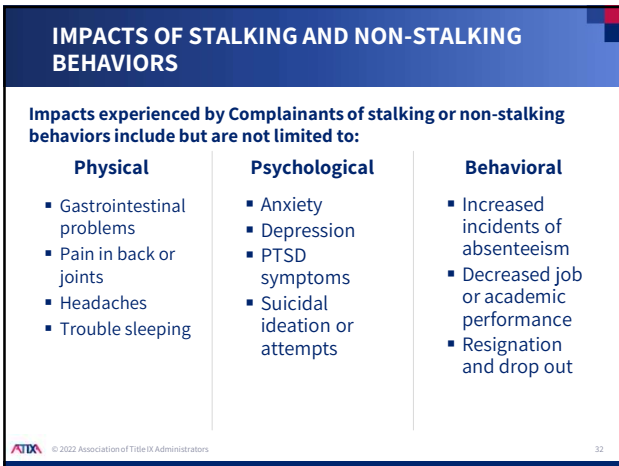 IMPACTS OF STALKING AND NON-STALKING
BEHAVIORS
Impacts experienced by Complainants of stalking or non-stalking
behaviors include but are not limited to:
Physical
▪ Gastrointestinal
problems
▪ Pain in back or
joints
▪ Headaches
▪ Trouble sleeping
Psychological
▪ Anxiety
▪ Depression
▪ PTSD
symptoms
▪ Suicidal
ideation or
attempts
Behavioral
▪ Increased
incidents of
absenteeism
▪ Decreased job
or academic
performance
▪ Resignation
and drop out
ATIXA © 2022 Association of Title IX Administrators
32